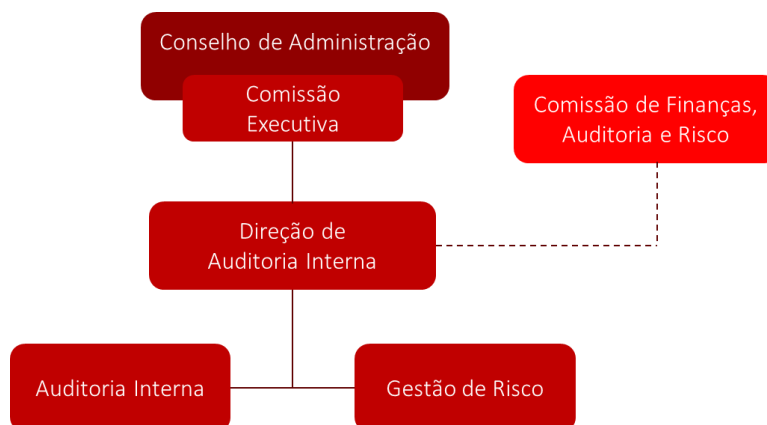 Conselho de Administração
Comissão
Executiva
Comissão de Finanças,
Auditoria e Risco
Direção de
Auditoria Interna
Auditoria Interna
Gestão de Risco